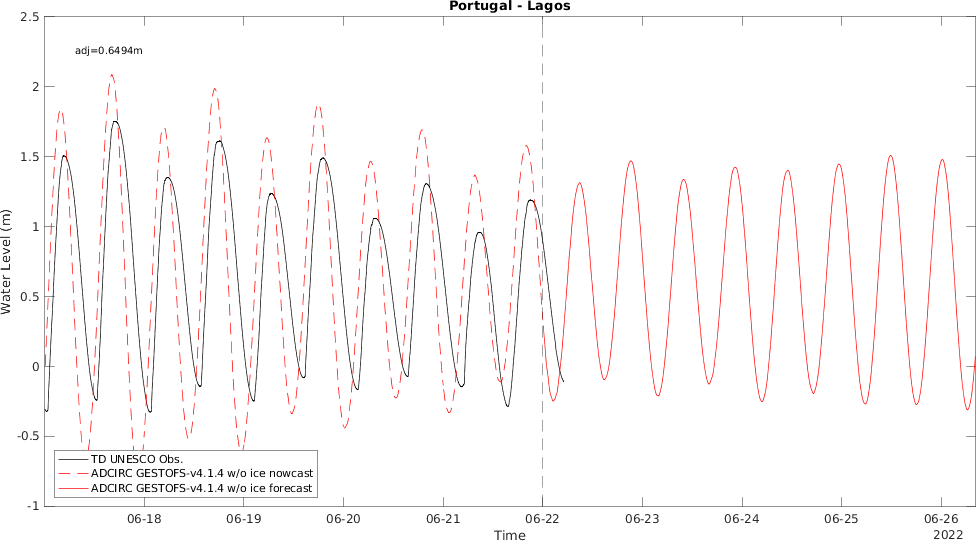 Portugal - Lagos
adj=0.6494m
2.5
2
1.5
1
0.5
0
-0.5
-1
Water Level (m)
TD UNESCO Obs.
ADCIRC GESTOFS-v4.1.4 w/o ice nowcast
ADCIRC GESTOFS-v4.1.4 w/o ice forecast
06-18 06-19 06-20 06-21 06-22 06-23 06-24 06-25 06-26
Time
2022